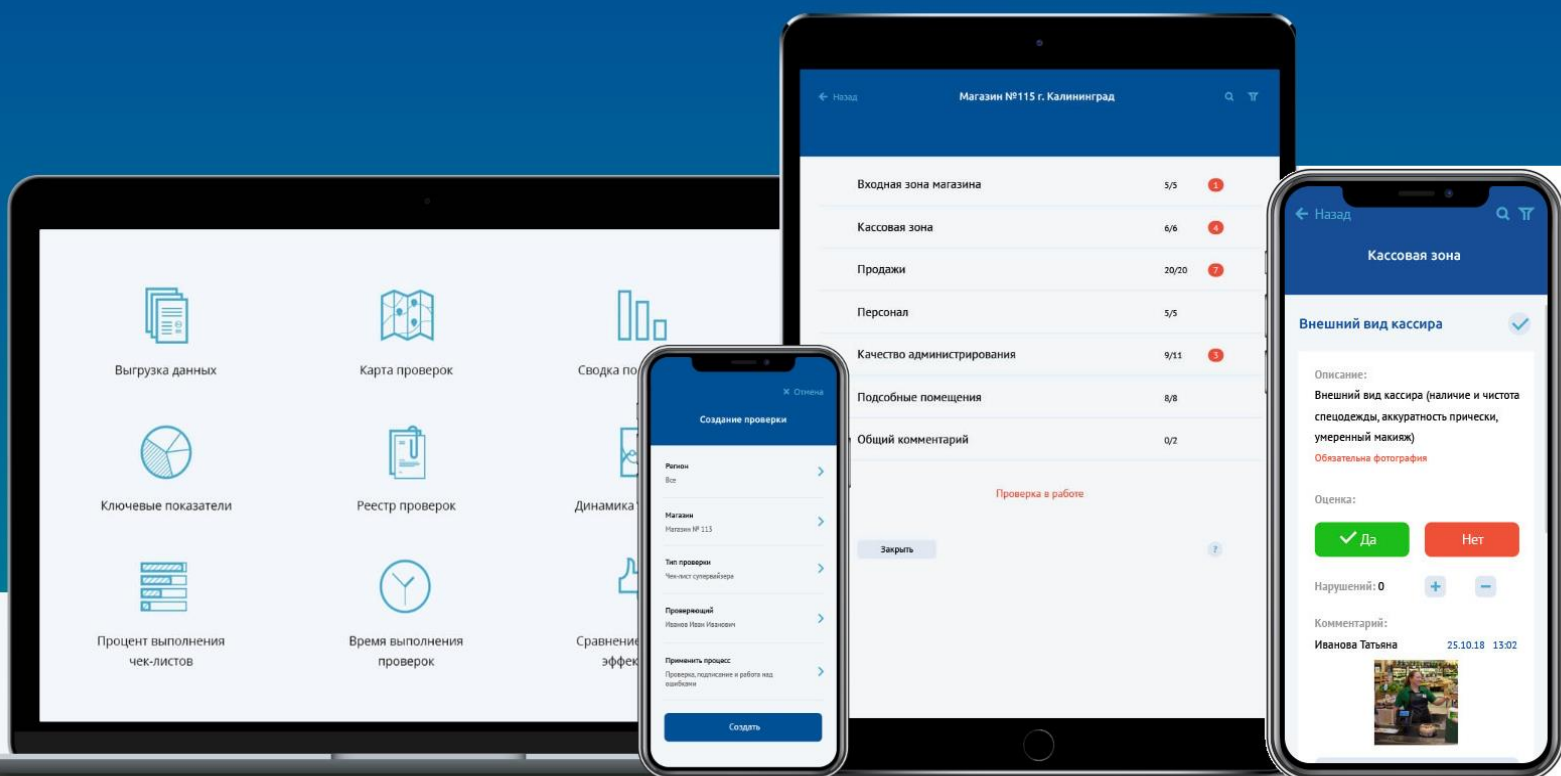 Выгрузка данных
Карта проверок
Сводка по
Ключевые показатели
Реестр проверок
Динамика
Процент выполнения
чек-листов
Время выполнения
проверок
Сравнение
эффек
× Отмена
Создание проверки
Регион
Все
Магазин
Магазин № 113
Тип проверки
Чек-лист супервайзера
Проверяющий
Иванов Иван Иванович
Применить процесс
Проверка, подписание и работа над
ошибками
Создать
← Назад
Магазин №115 г. Калининград
Входная зона магазина 5/5 1
Кассовая зона 6/6 4
Продажи 20/20 7
Персонал 5/5
Качество администрирования 9/11 3
Подсобные помещения 8/8
Общий комментарий 0/2
Проверка в работе
Закрыть ?
← Назад
Кассовая зона
Внешний вид кассира
Описание:
Внешний вид кассира (наличие и чистота
спецодежды, аккуратность прически,
умеренный макияж)
Обязательна фотография
Оценка:
Да Нет
Нарушений: 0 + −
Комментарий:
Иванова Татьяна 25.10.18 13:02